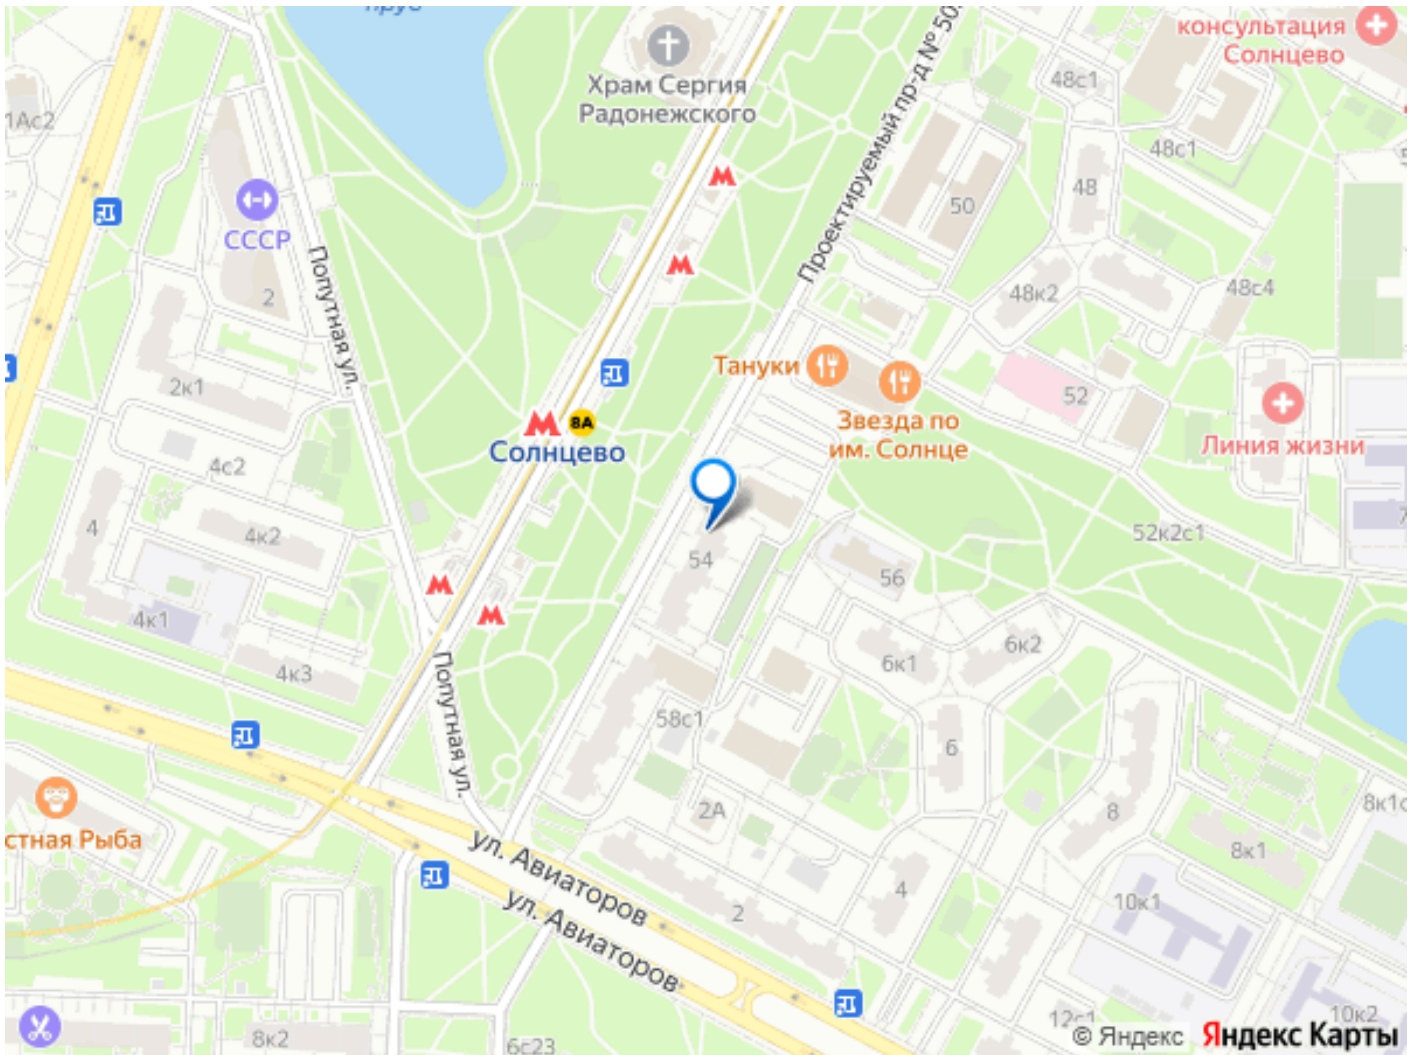 консультация
Солнцево
Храм Сергия
Радонежского
Проектируемый пр-д № 50
48с1
1Ас2
48с1
48
50
СССР
Попутная ул.
2
48к2
48с4
Тануки
2к1
52
8А
Звезда по
им. Солнце
Солнцево
Линия жизни
4с2
4
4к2
52к2с1
7
54
56
4к1
6к2
6к1
4к3
Попутная ул.
58с1
6
8к1с
2А
8
стная Рыба
ул. Авиаторов
8к1
4
10к1
2
ул. Авиаторов
12с1
10к2
8к2
6с23
© Яндекс Яндекс Карты